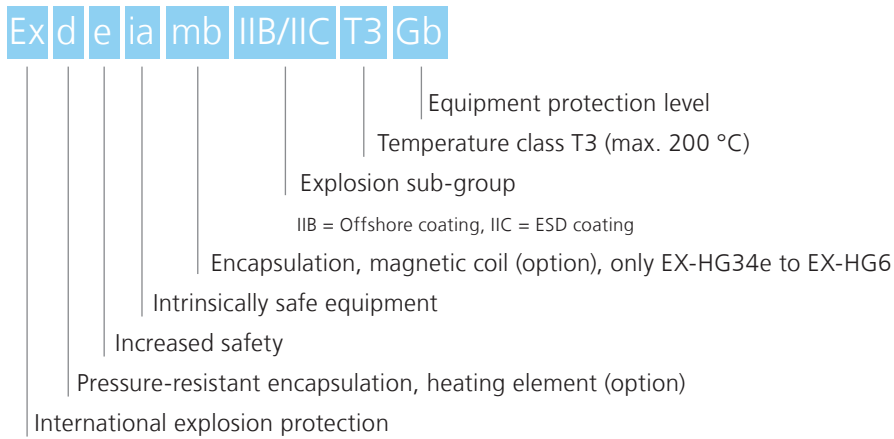 Ex d e ia mb IIB/IIC T3 Gb
Equipment protection level
Temperature class T3 (max. 200 °C)
Explosion sub-group
IIB = Offshore coating, IIC = ESD coating
Encapsulation, magnetic coil (option), only EX-HG34e to EX-HG6
Intrinsically safe equipment
Increased safety
Pressure-resistant encapsulation, heating element (option)
International explosion protection